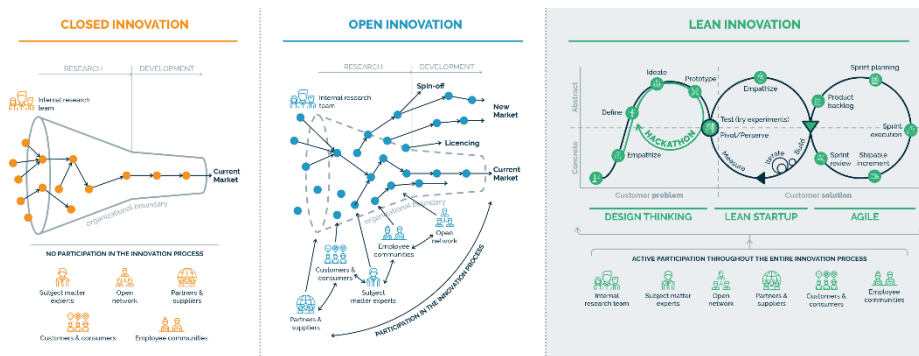 CLOSED INNOVATION
RESEARCH
DEVELOPMENT
Internal research
team
Current
Market
organizational boundary
NO PARTICIPATION IN THE INNOVATION PROCESS
Subject matter
experts
Open
network
Partners &
suppliers
Customers & consumers
Employee communities
OPEN INNOVATION
RESEARCH
DEVELOPMENT
Internal research
team
Spin-off
New
Market
Licencing
Current
Market
organizational boundary
Open
network
Employee
communities
Customers &
consumers
Subject
matter experts
Partners &
suppliers
PARTICIPATION IN THE INNOVATION PROCESS
LEAN INNOVATION
Abstract
Concrete
Ideate
Prototype
Define
Empathize
HACKATHON
Test (try experiments)
Pivot/Perserve
Empathize
Measure
Iterate
Build
Sprint planning
Product
backlog
Sprint
execution
Sprint
review
Shipable
increment
Customer problem
Customer solution
DESIGN THINKING
LEAN STARTUP
AGILE
ACTIVE PARTICIPATION THROUGHOUT THE ENTIRE INNOVATION PROCESS
Internal
research team
Subject matter
experts
Open
network
Partners &
suppliers
Customers &
consumers
Employee
communities